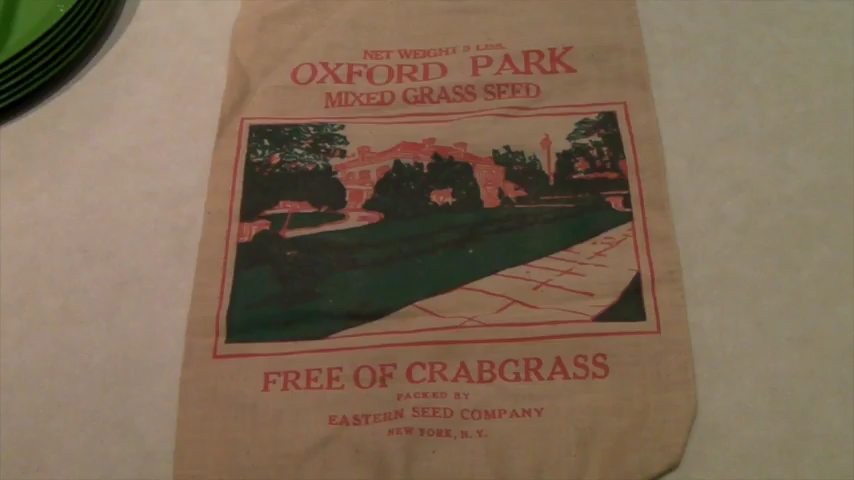 NET WEIGHT 5 LBS.
OXFORD PARK
MIXED GRASS SEED
FREE OF CRABGRASS
PACKED BY
EASTERN SEED COMPANY
NEW YORK, N. Y.